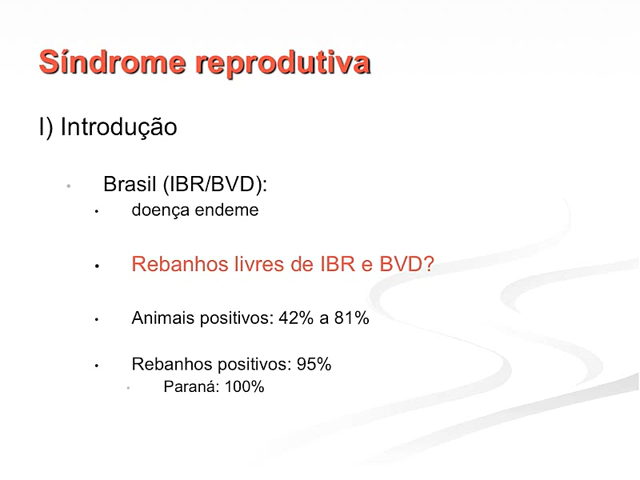 Síndrome reprodutiva
I) Introdução
• Brasil (IBR/BVD):
• doença endeme
• Rebanhos livres de IBR e BVD?
• Animais positivos: 42% a 81%
• Rebanhos positivos: 95%
• Paraná: 100%